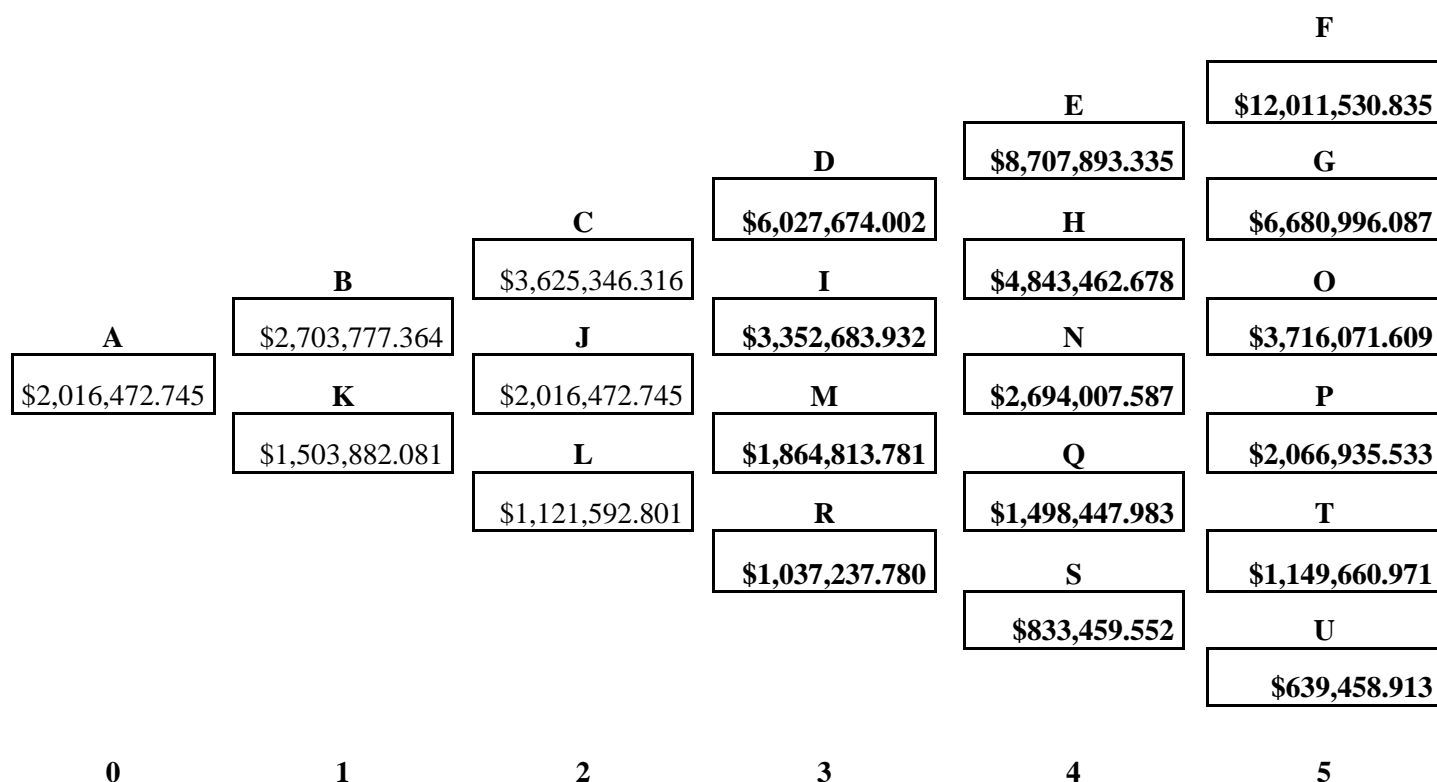 F
E $12,011,530.835
D $8,707,893.335 G
C $6,027,674.002 H $6,680,996.087
B $3,625,346.316 I $4,843,462.678 O
A $2,703,777.364 J $3,352,683.932 N $3,716,071.609
$2,016,472.745 K $2,016,472.745 M $2,694,007.587 P
$1,503,882.081 L $1,864,813.781 Q $2,066,935.533
$1,121,592.801 R $1,498,447.983 T
$1,037,237.780 S $1,149,660.971
$833,459.552 U
$639,458.913
0 1 2 3 4 5